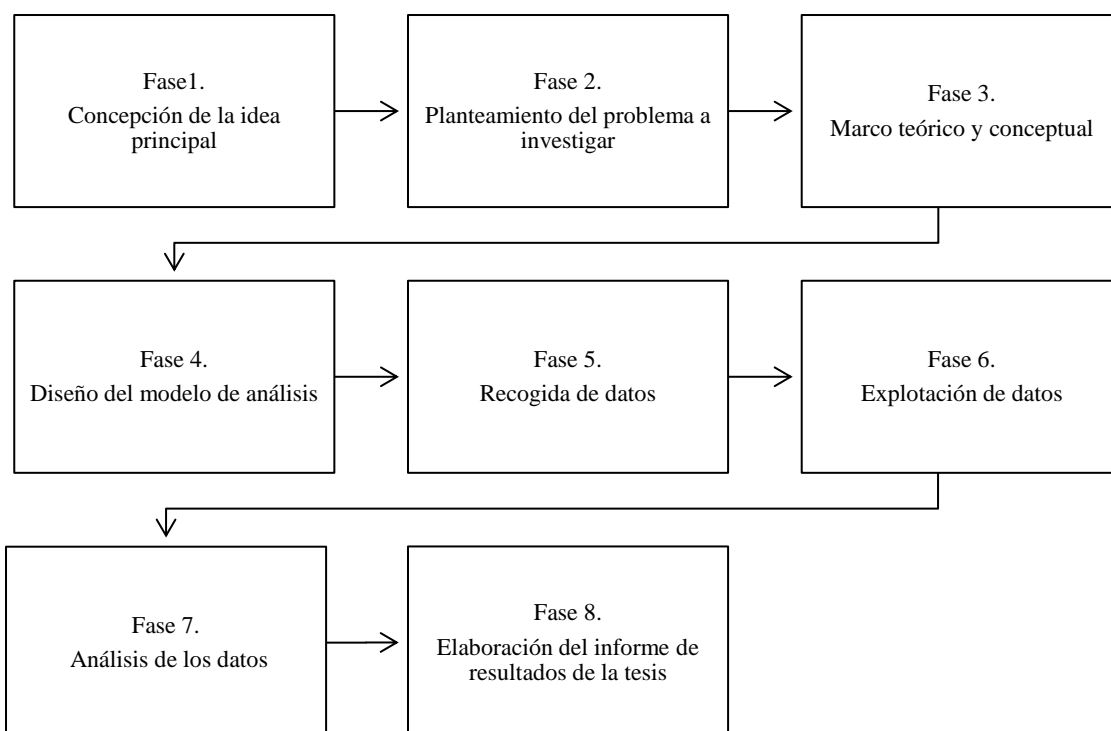 Fase1.
Concepción de la idea
principal
Fase 2.
Planteamiento del problema a
investigar
Fase 3.
Marco teórico y conceptual
Fase 4.
Diseño del modelo de análisis
Fase 5.
Recogida de datos
Fase 6.
Explotación de datos
Fase 7.
Análisis de los datos
Fase 8.
Elaboración del informe de
resultados de la tesis